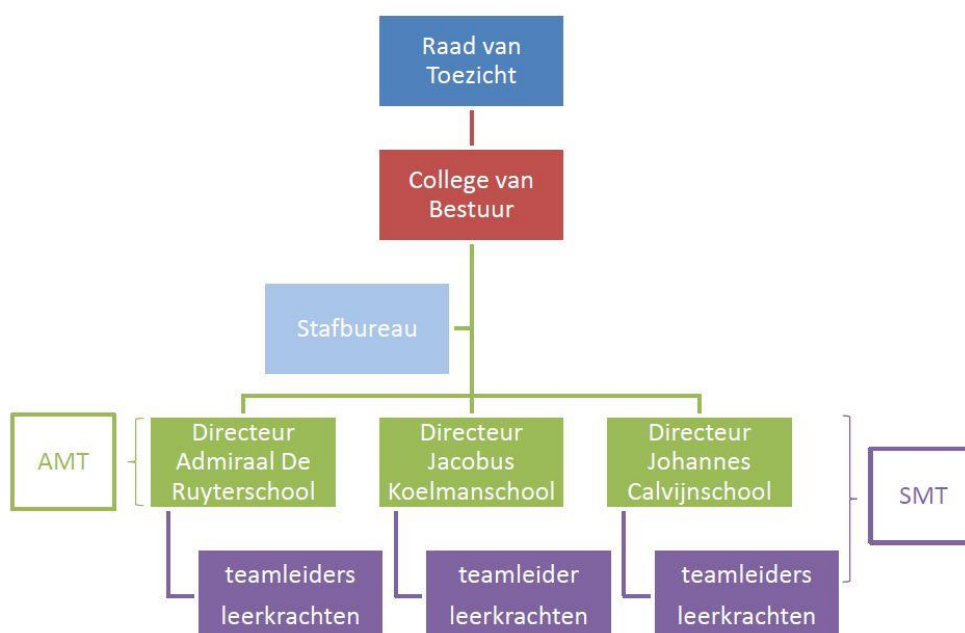 Raad van
Toezicht
College van
Bestuur
Stafbureau
AMT
Directeur
Admiraal De
Ruyterschool
Directeur
Jacobus
Koelmanschool
Directeur
Johannes
Calvijnschool
SMT
teamleiders
leerkrachten
teamleider
leerkrachten
teamleiders
leerkrachten